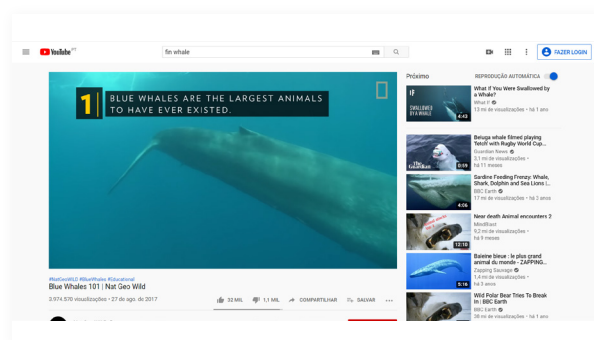 YouTube PT
fin whale
FAZER LOGIN
1 BLUE WHALES ARE THE LARGEST ANIMALS
TO HAVE EVER EXISTED.
#NatGeoWILD #BlueWhales #Educational
Blue Whales 101 | Nat Geo Wild
3.974.570 visualizações • 27 de ago. de 2017
32 MIL
1,1 MIL
COMPARTILHAR
SALVAR
Próximo
REPRODUÇÃO AUTOMÁTICA
IF
SWALLOWED
BY A WHALE
4:43
What If You Were Swallowed by
a Whale?
What If
13 mi de visualizações • há 1 ano
The
Guardian
0:59
Beluga whale filmed playing
'fetch' with Rugby World Cup...
Guardian News
3,1 mi de visualizações •
há 11 meses
4:06
Sardine Feeding Frenzy: Whale,
Shark, Dolphin and Sea Lions |...
BBC Earth
17 mi de visualizações • há 2 anos
12:10
Near death Animal encounters 2
MindBlast
9,2 mi de visualizações •
há 9 meses
5:16
Baleine bleue : le plus grand
animal du monde - ZAPPING...
Zapping Sauvage
1,4 mi de visualizações •
há 3 anos
Wild Polar Bear Tries To Break
In | BBC Earth
BBC Earth
28 mi de visualizações • há 1 ano